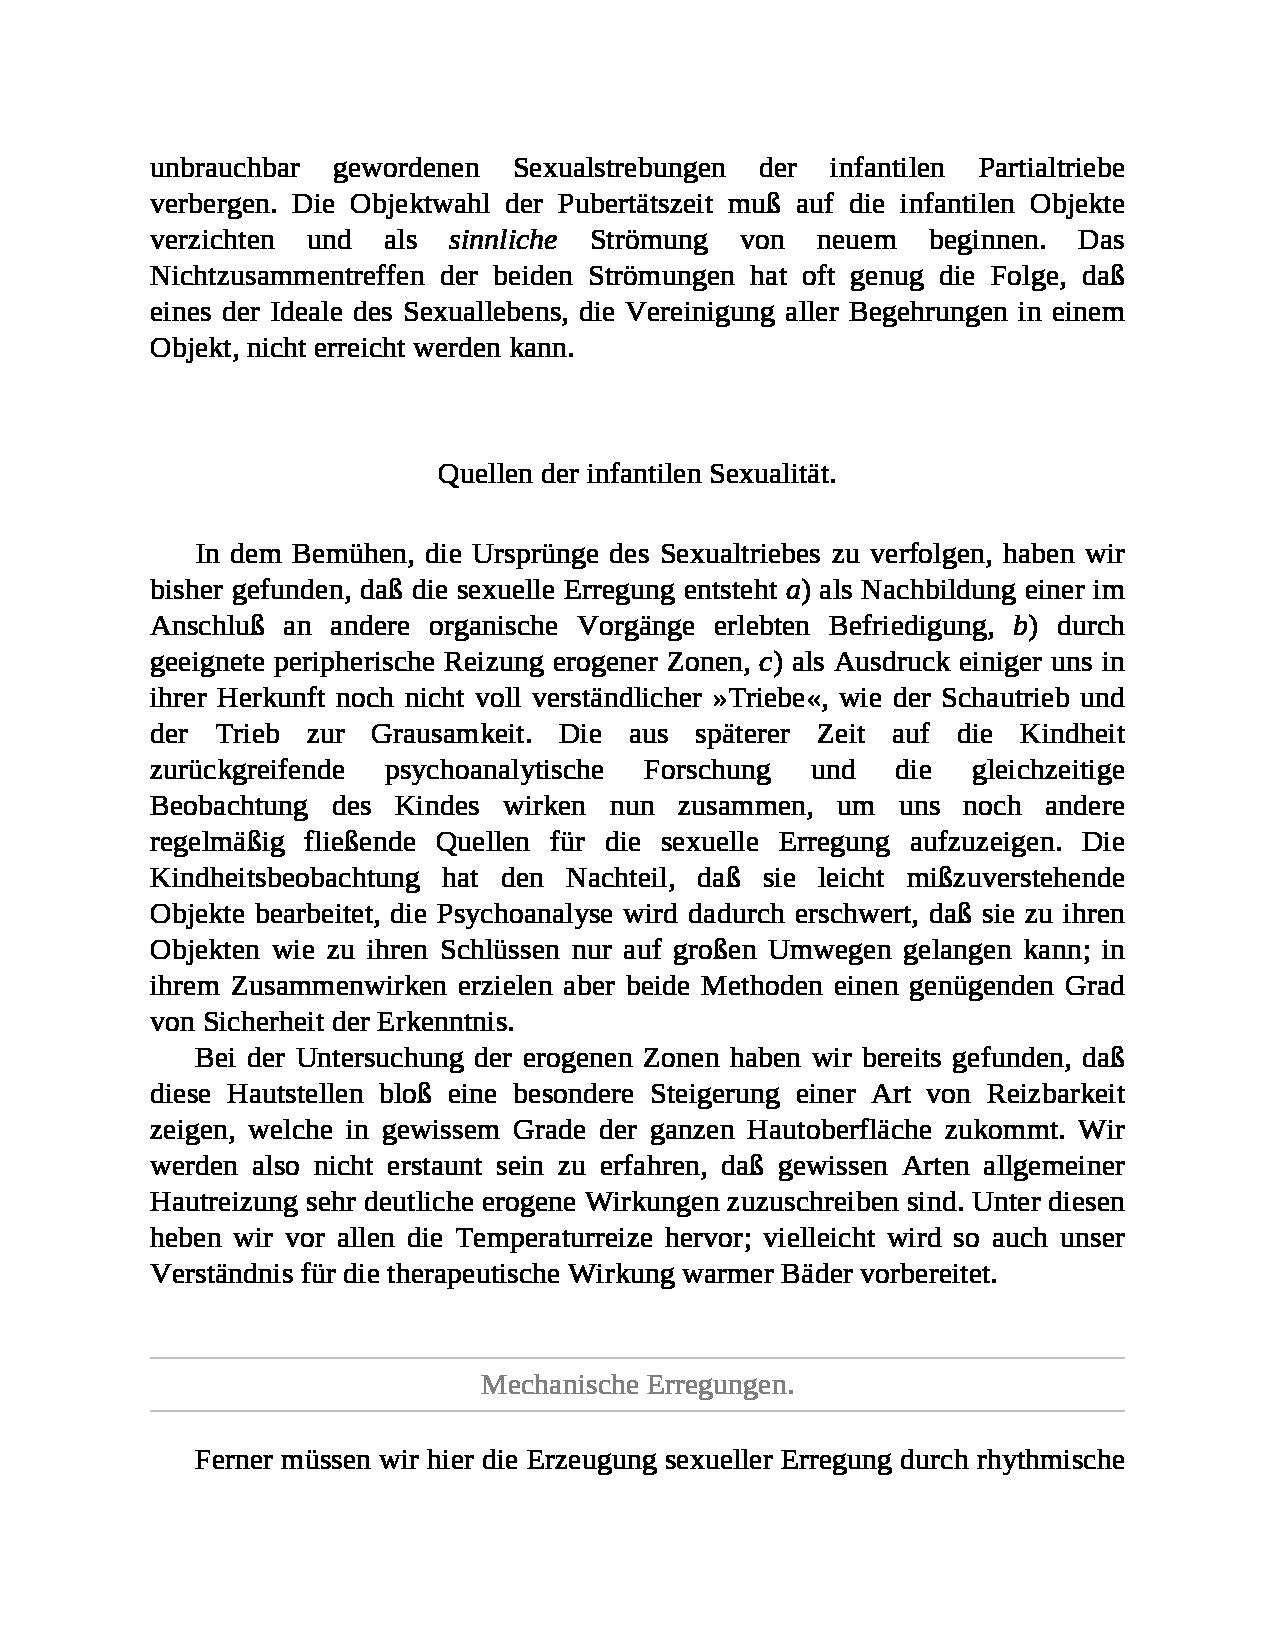 unbrauchbar gewordenen Sexualstrebungen der infantilen Partialtriebe
verbergen. Die Objektwahl der Pubertätszeit muß auf die infantilen Objekte
verzichten und als sinnliche Strömung von neuem beginnen. Das
Nichtzusammentreffen der beiden Strömungen hat oft genug die Folge, daß
eines der Ideale des Sexuallebens, die Vereinigung aller Begehrungen in einem
Objekt, nicht erreicht werden kann.
Quellen der infantilen Sexualität.
In dem Bemühen, die Ursprünge des Sexualtriebes zu verfolgen, haben wir
bisher gefunden, daß die sexuelle Erregung entsteht a) als Nachbildung einer im
Anschluß an andere organische Vorgänge erlebten Befriedigung, b) durch
geeignete peripherische Reizung erogener Zonen, c) als Ausdruck einiger uns in
ihrer Herkunft noch nicht voll verständlicher »Triebe«, wie der Schautrieb und
der Trieb zur Grausamkeit. Die aus späterer Zeit auf die Kindheit
zurückgreifende psychoanalytische Forschung und die gleichzeitige
Beobachtung des Kindes wirken nun zusammen, um uns noch andere
regelmäßig fließende Quellen für die sexuelle Erregung aufzuzeigen. Die
Kindheitsbeobachtung hat den Nachteil, daß sie leicht mißzuverstehende
Objekte bearbeitet, die Psychoanalyse wird dadurch erschwert, daß sie zu ihren
Objekten wie zu ihren Schlüssen nur auf großen Umwegen gelangen kann; in
ihrem Zusammenwirken erzielen aber beide Methoden einen genügenden Grad
von Sicherheit der Erkenntnis.
Bei der Untersuchung der erogenen Zonen haben wir bereits gefunden, daß
diese Hautstellen bloß eine besondere Steigerung einer Art von Reizbarkeit
zeigen, welche in gewissem Grade der ganzen Hautoberfläche zukommt. Wir
werden also nicht erstaunt sein zu erfahren, daß gewissen Arten allgemeiner
Hautreizung sehr deutliche erogene Wirkungen zuzuschreiben sind. Unter diesen
heben wir vor allen die Temperaturreize hervor; vielleicht wird so auch unser
Verständnis für die therapeutische Wirkung warmer Bäder vorbereitet.
Mechanische Erregungen.
Ferner müssen wir hier die Erzeugung sexueller Erregung durch rhythmische